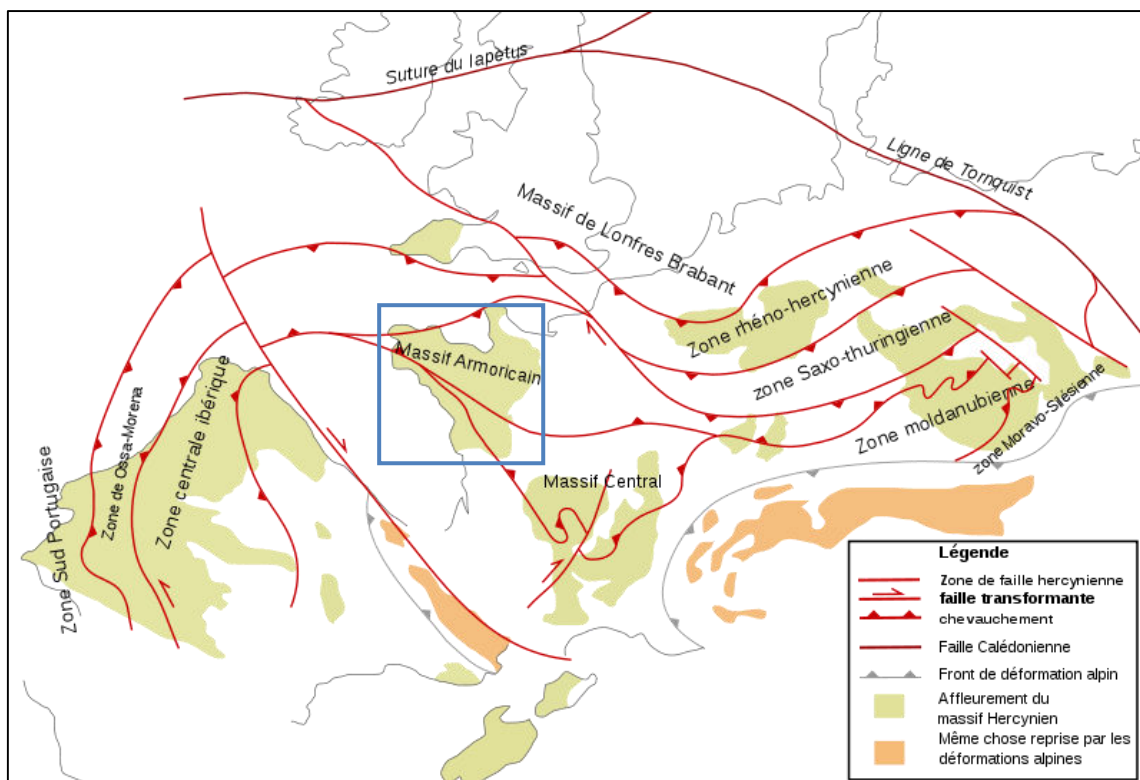 Suture du Iapetus
Ligne de Tornquist
Massif de Lonfres Brabant
Zone rhéno-hercynienne
zone Saxo-thuringienne
Massif Armoricain
Zone moldanubienne
zone Moravo-Silésienne
Zone centrale ibérique
Zone de Ossa-Morena
Zone Sud Portugaise
Massif Central
Légende
Zone de faille hercynienne
faille transformante
chevauchement
Faille Calédonienne
Front de déformation alpin
Affleurement du
massif Hercynien
Même chose reprise par les
déformations alpines